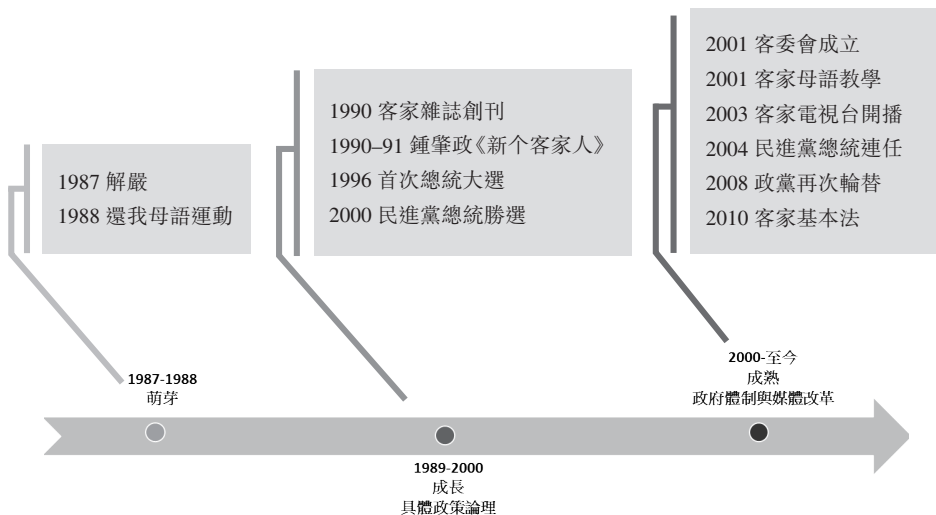 1987 解嚴
1988 還我母語運動
1987-1988
萌芽
1990 客家雜誌創刊
1990–91 鍾肇政《新个客家人》
1996 首次總統大選
2000 民進黨總統勝選
1989-2000
成長
具體政策論理
2001 客委會成立
2001 客家母語教學
2003 客家電視台開播
2004 民進黨總統連任
2008 政黨再次輪替
2010 客家基本法
2000-至今
成熟
政府體制與媒體改革